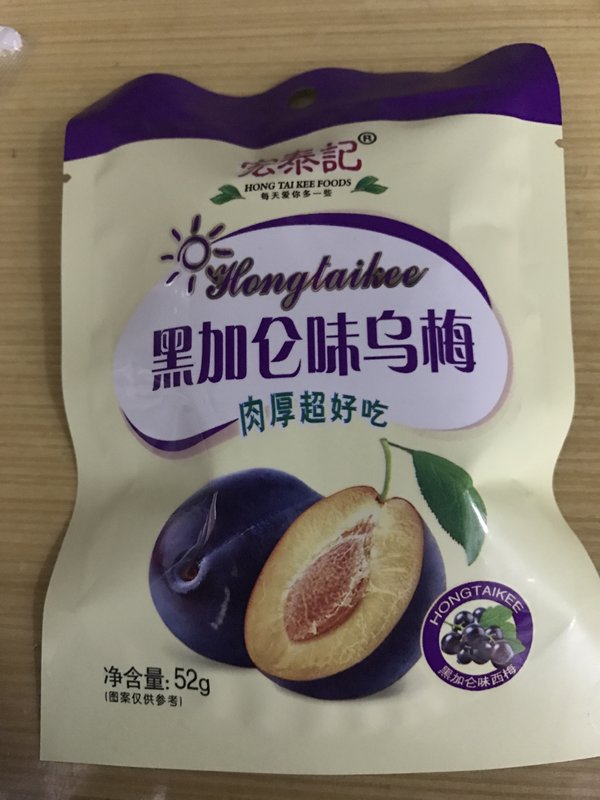 宏泰記®
HONG TAI KEE FOODS
每天爱你多一些
Hongtaikee
黑加仑味乌梅
肉厚超好吃
HONGTAIKEE
黑加仑味西梅
净含量: 52g
(图案仅供参考)